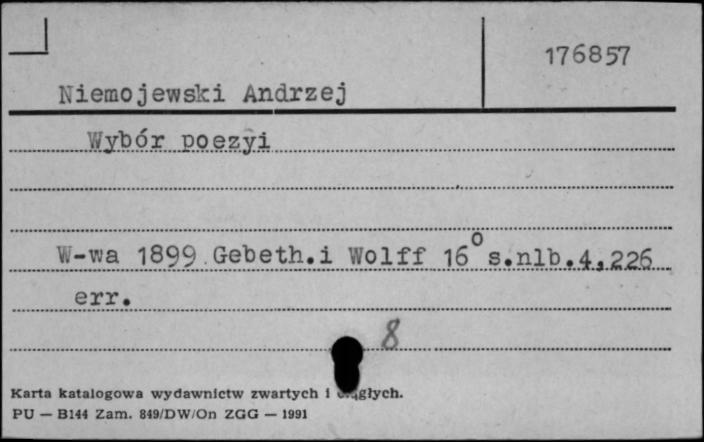 176857
Niemojewski Andrzej
Wybór poezyi
W-wa 1899 Gebeth.i Wolff 16° s.nlb.4,226
err.
8
Karta katalogowa wydawnictw zwartych i ciągłych.
PU — B144 Zam. 849/DW/On ZGG — 1991